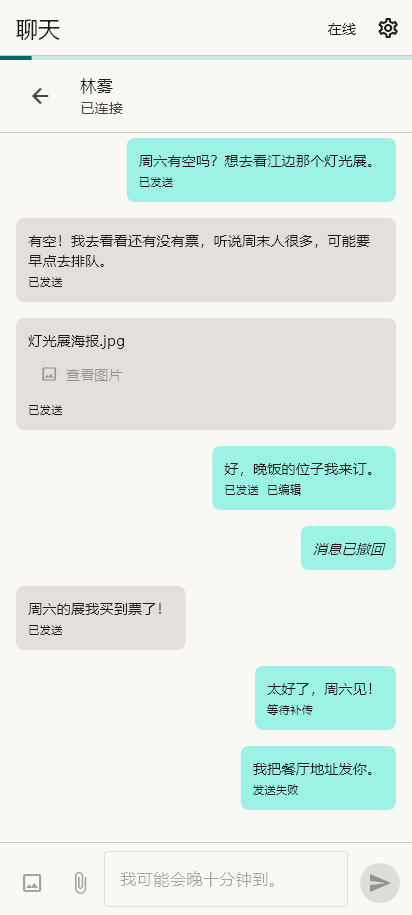 聊天
在线
林雾
已连接
周六有空吗？想去看江边那个灯光展。
已发送
有空！我去看看还有没有票，听说周末人很多，可能要
早点去排队。
已发送
灯光展海报.jpg
查看图片
已发送
好，晚饭的位子我来订。
已发送 已编辑
消息已撤回
周六的展我买到票了！
已发送
太好了，周六见！
等待补传
我把餐厅地址发你。
发送失败
我可能会晚十分钟到。